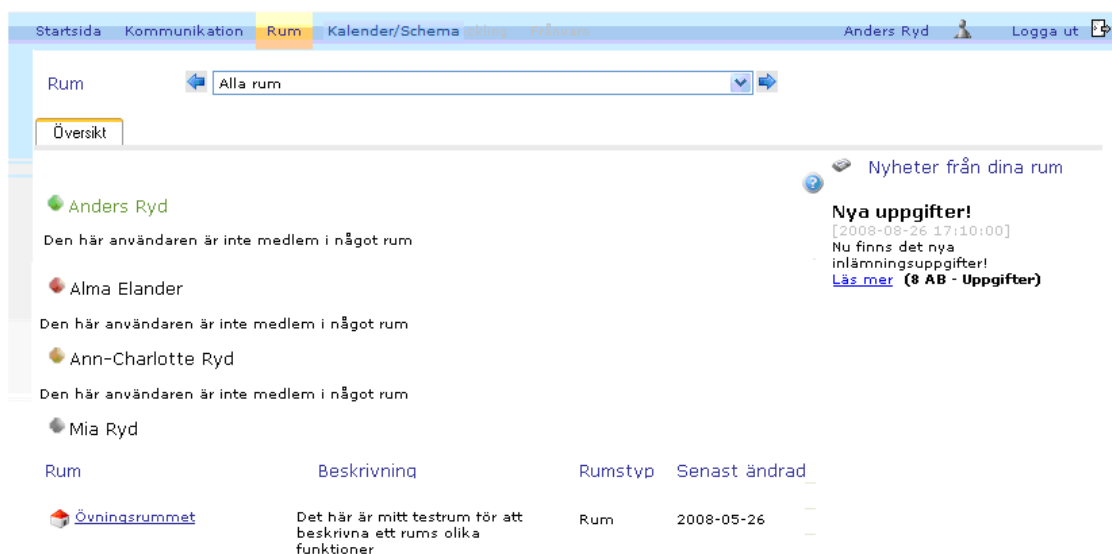 Startsida Kommunikation Rum Kalender/Schema Anders Ryd Logga ut
Rum Alla rum
Översikt
Nyheter från dina rum
Anders Ryd
Den här användaren är inte medlem i något rum
Nya uppgifter!
[2008-08-26 17:10:00]
Nu finns det nya
inlämningsuppgifter!
Läs mer (8 AB - Uppgifter)
Alma Elander
Den här användaren är inte medlem i något rum
Ann-Charlotte Ryd
Den här användaren är inte medlem i något rum
Mia Ryd
Rum Beskrivning Rumstyp Senast ändrad
Övningsrummet Det här är mitt testrum för att Rum 2008-05-26
beskrivna ett rums olika
funktioner